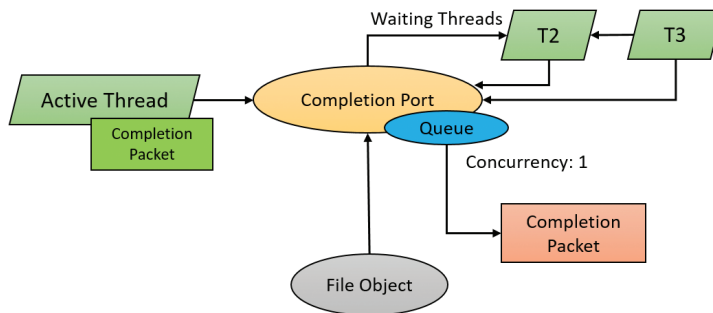 Waiting Threads
T2
T3
Active Thread
Completion Port
Completion
Packet
Queue
Concurrency: 1
Completion
Packet
File Object